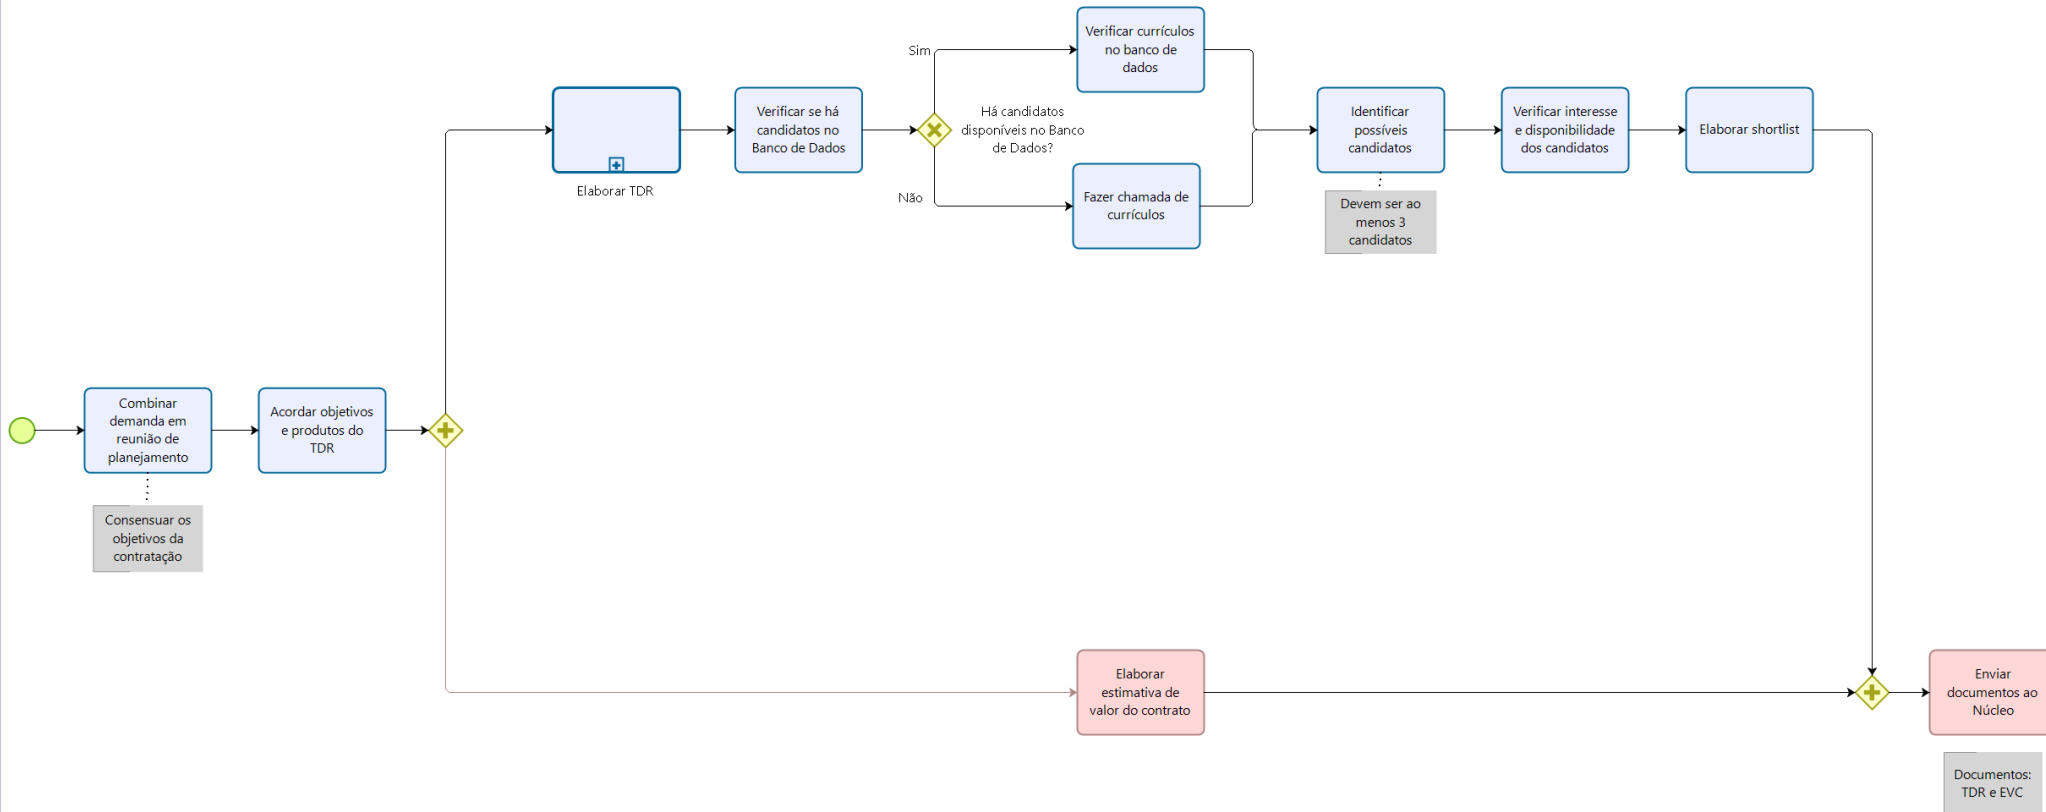 Combinar
demanda em
reunião de
planejamento
Consensuar os
objetivos da
contratação
Acordar objetivos
e produtos do
TDR
Elaborar TDR
Verificar se há
candidatos no
Banco de Dados
Há candidatos
disponíveis no Banco
de Dados?
Sim
Verificar currículos
no banco de
dados
Não
Fazer chamada de
currículos
Identificar
possíveis
candidatos
Devem ser ao
menos 3
candidatos
Verificar interesse
e disponibilidade
dos candidatos
Elaborar shortlist
Elaborar
estimativa de
valor do contrato
Enviar
documentos ao
Núcleo
Documentos:
TDR e EVC